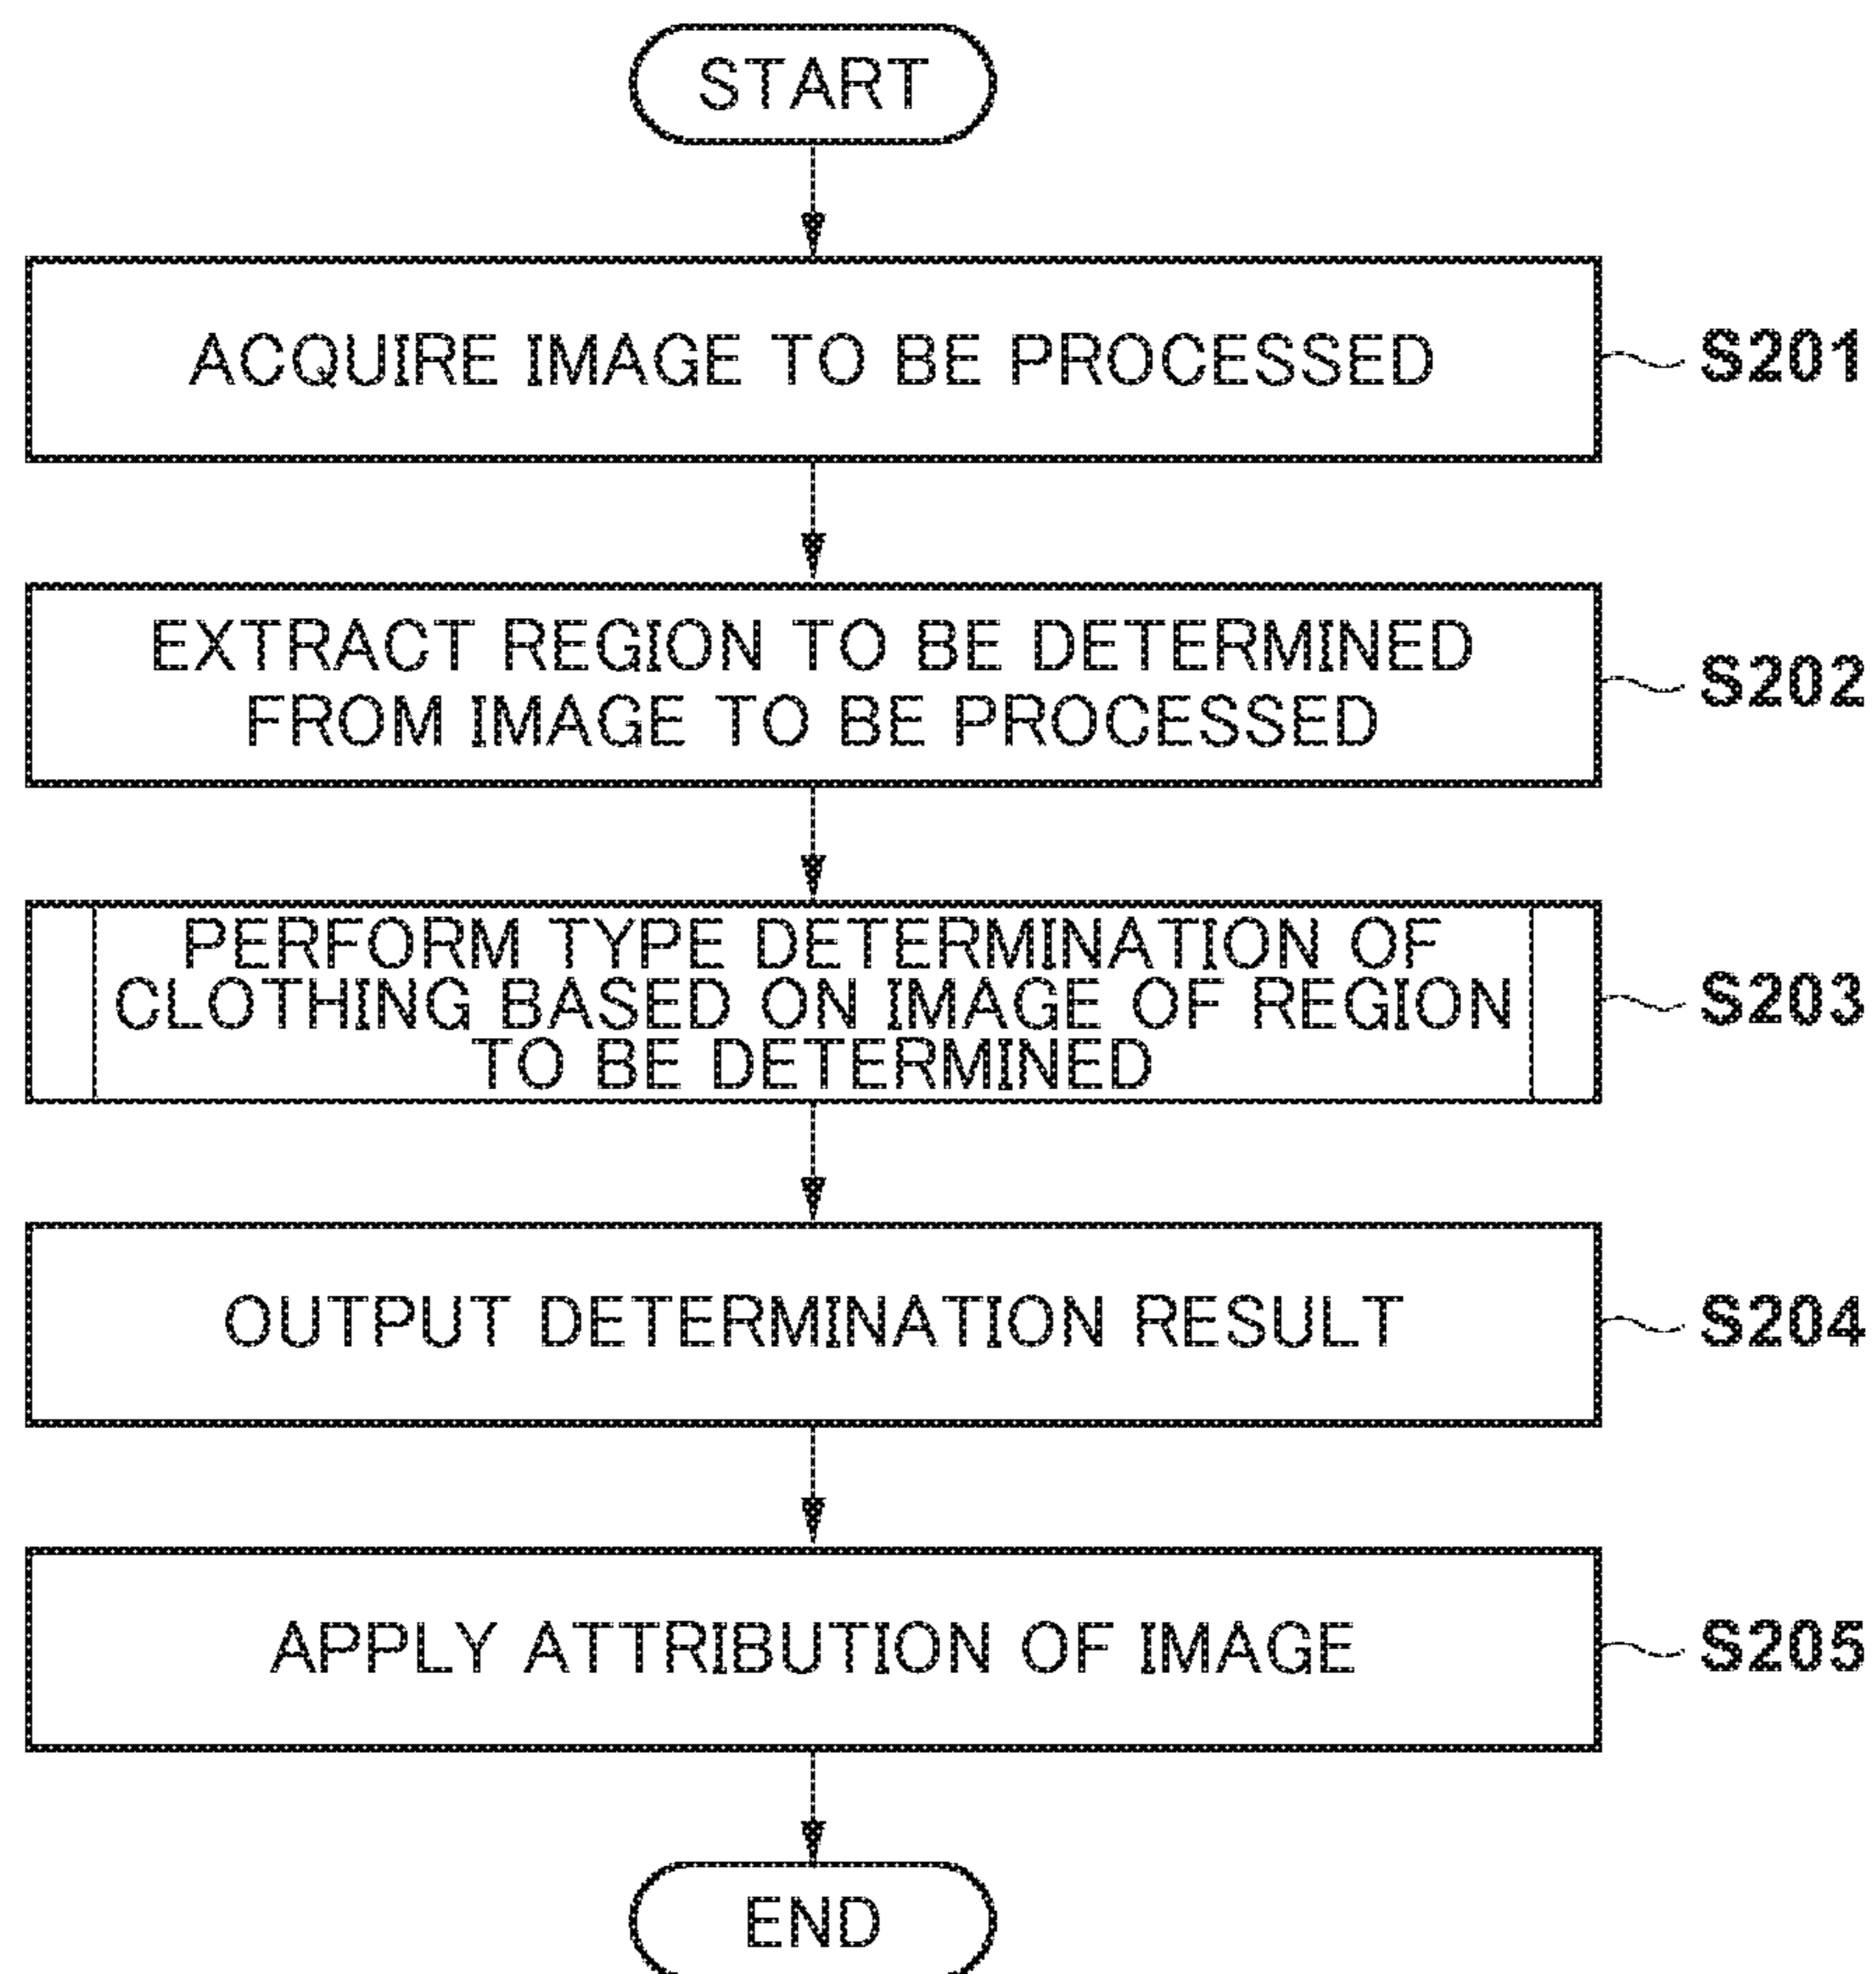 START
ACQUIRE IMAGE TO BE PROCESSED
S201
EXTRACT REGION TO BE DETERMINED
FROM IMAGE TO BE PROCESSED
S202
PERFORM TYPE DETERMINATION OF
CLOTHING BASED ON IMAGE OF REGION
TO BE DETERMINED
S203
OUTPUT DETERMINATION RESULT
S204
APPLY ATTRIBUTION OF IMAGE
S205
END